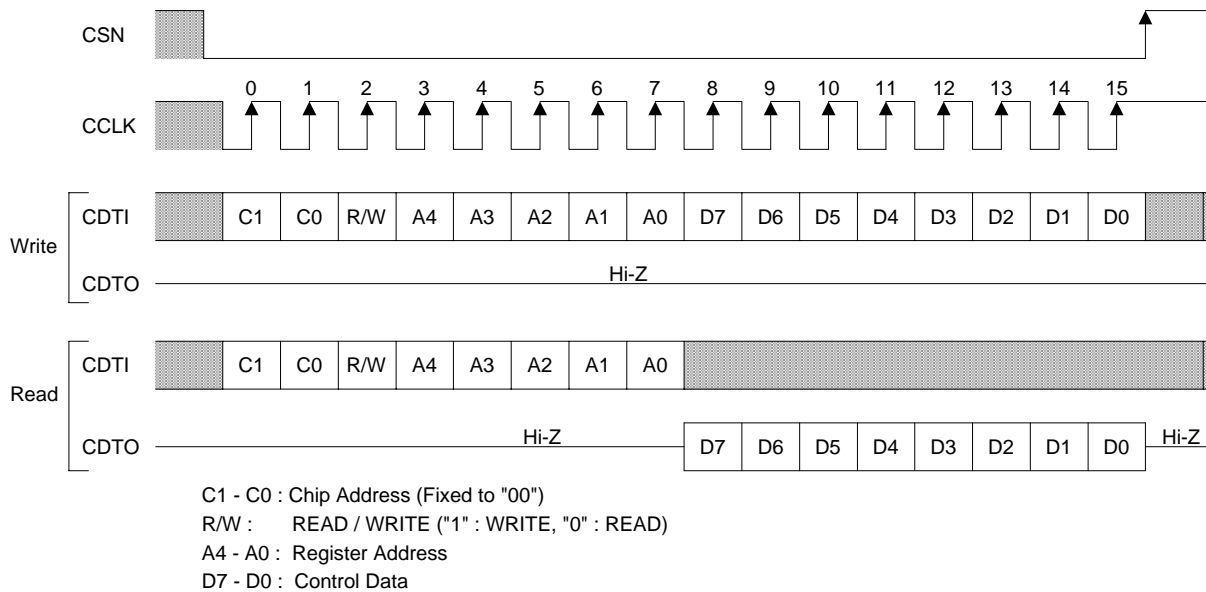 CSN
0 1 2 3 4 5 6 7 8 9 10 11 12 13 14 15
CCLK
Write
CDTI C1 C0 R/W A4 A3 A2 A1 A0 D7 D6 D5 D4 D3 D2 D1 D0
CDTO Hi-Z
Read
CDTI C1 C0 R/W A4 A3 A2 A1 A0
CDTO Hi-Z D7 D6 D5 D4 D3 D2 D1 D0 Hi-Z
C1 - C0 : Chip Address (Fixed to "00")
R/W : READ / WRITE ("1" : WRITE, "0" : READ)
A4 - A0 : Register Address
D7 - D0 : Control Data